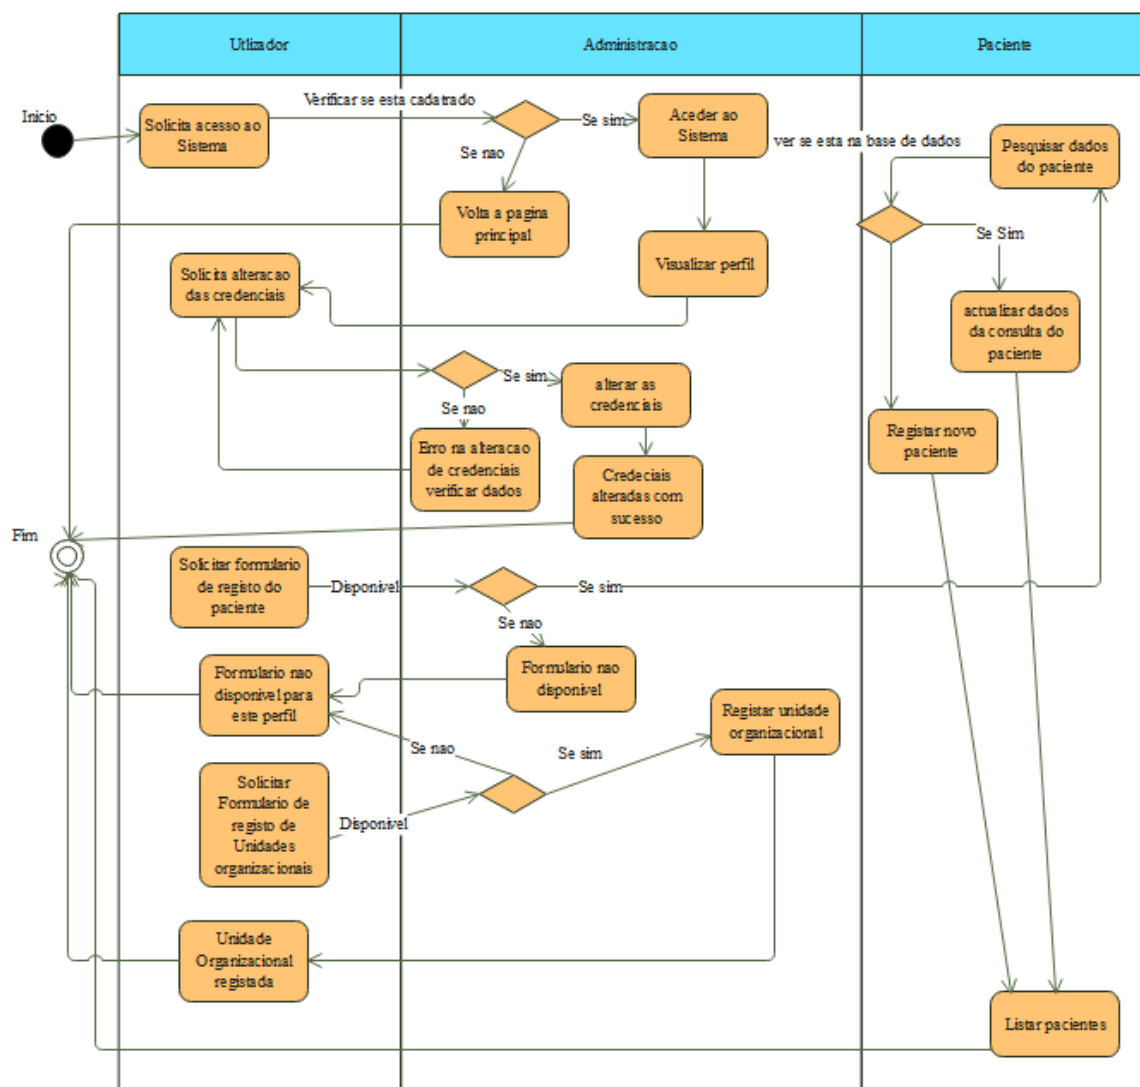 Utlizador
Administracao
Paciente
Inicio
Solicita acesso ao
Sistema
Verificar se esta cadatrado
Se sim
Se nao
Aceder ao
Sistema
ver se esta na base de dados
Pesquisar dados
do paciente
Volta a pagina
principal
Visualizar perfil
Se Sim
Solicita alteracao
das credenciais
actualizar dados
da consulta do
paciente
Se sim
Se nao
alterar as
credenciais
Registar novo
paciente
Erro na alteracao
de credenciais
verificar dados
Credeciais
alteradas com
sucesso
Fim
Solicitar formulario
de registo do
paciente
Disponivel
Se sim
Se nao
Formulario nao
disponivel para
este perfil
Formulario nao
disponivel
Registar unidade
organizacional
Se nao
Se sim
Solicitar
Formulario de
registo de
Unidades
organizacionais
Disponivel
Unidade
Organizacional
registada
Listar pacientes